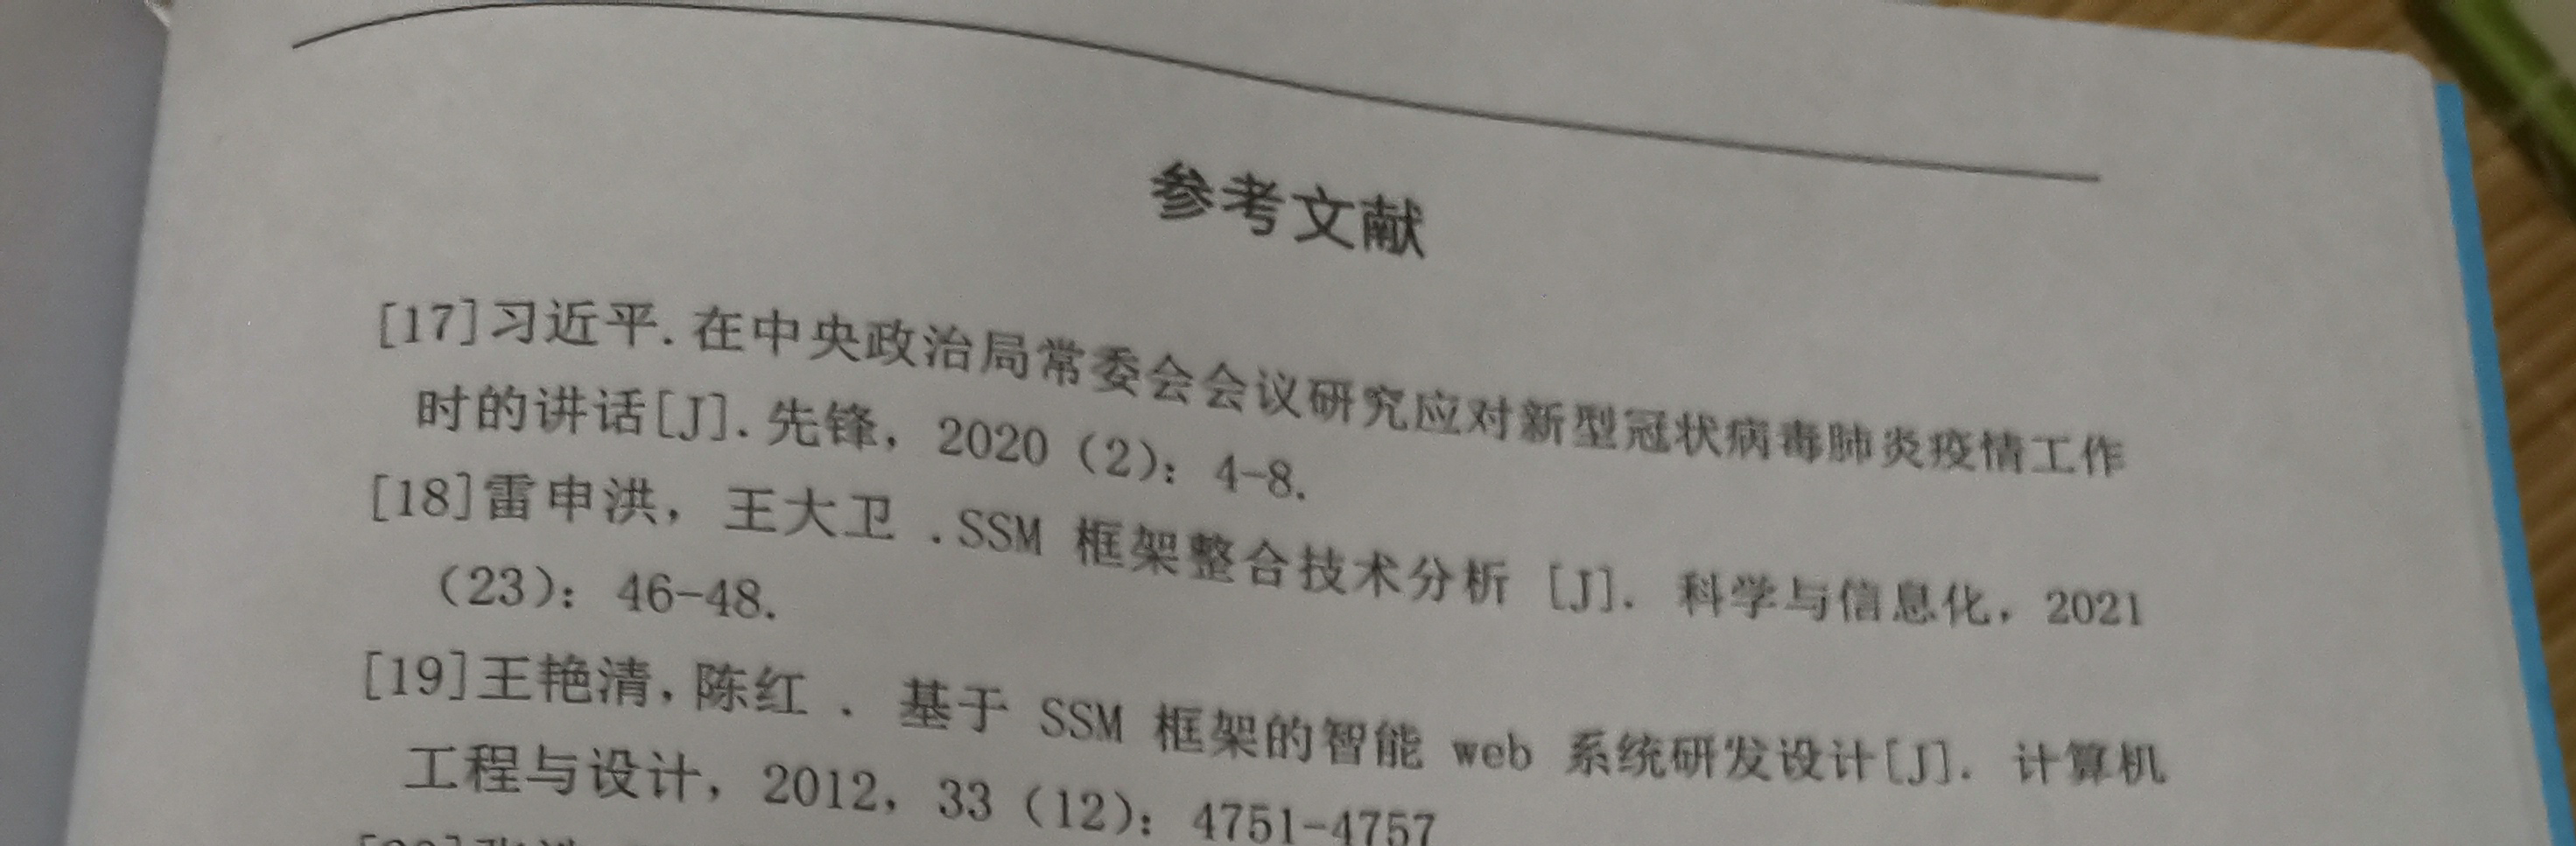 参考文献
[17]习近平.在中央政治局常委会会议研究应对新型冠状病毒肺炎疫情工作
时的讲话[J].先锋，2020（2）：4-8.
[18]雷申洪，王大卫 .SSM 框架整合技术分析 [J]. 科学与信息化，2021
（23）：46-48.
[19]王艳清,陈红 . 基于 SSM 框架的智能 web 系统研发设计[J]. 计算机
工程与设计，2012，33（12）：4751-4757